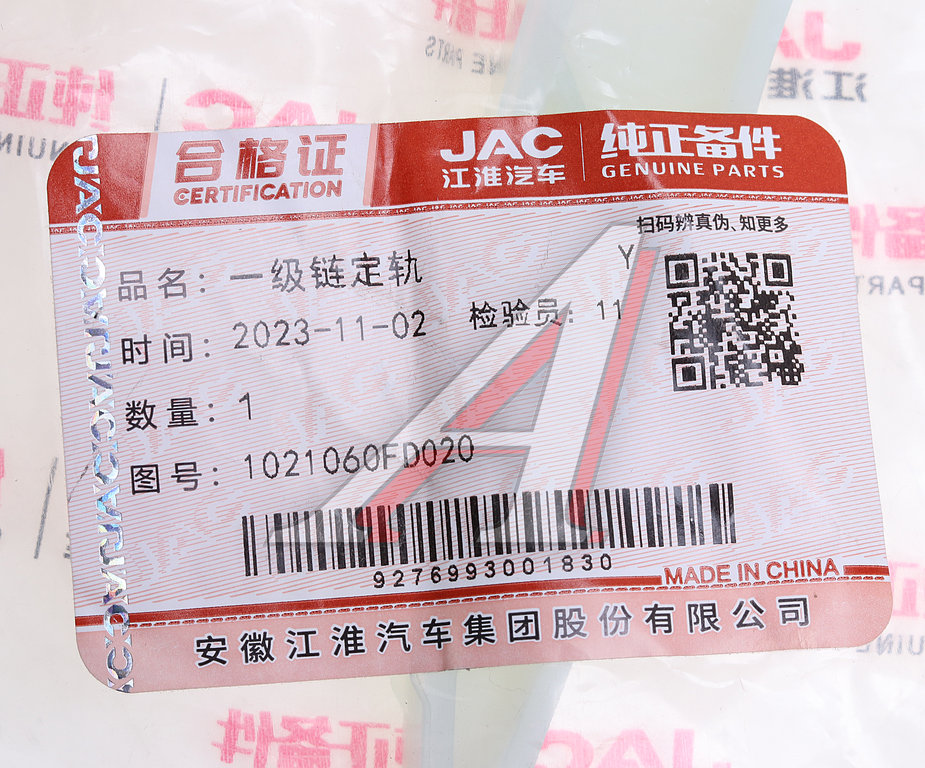 合格证
CERTIFICATION
JAC
江淮汽车
纯正备件
GENUINE PARTS
扫码辨真伪、知更多
品名：一级链定轨
Y
时间：2023-11-02 检验员：11
数量：1
图号：1021060FD020
9276993001830
MADE IN CHINA
安徽江淮汽车集团股份有限公司